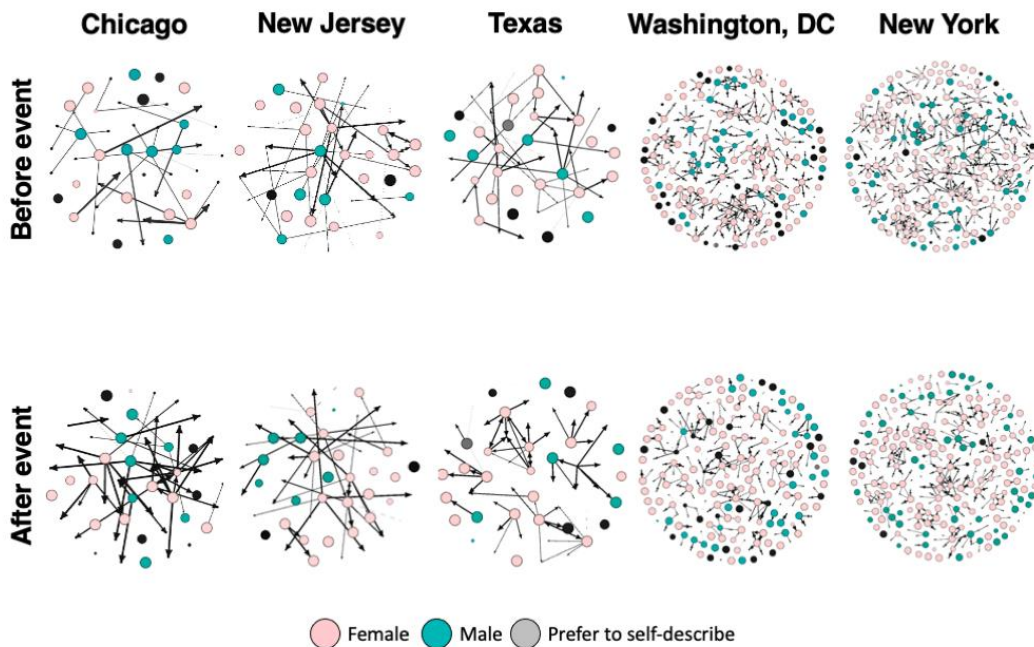 Chicago New Jersey Texas Washington, DC New York
Before event
After event
Female Male Prefer to self-describe